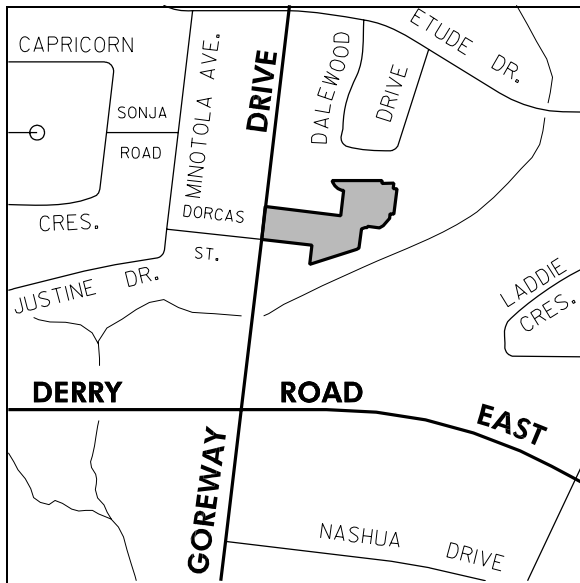 CAPRICORN
MINOTOLA AVE.
DRIVE
DALEWOOD
DRIVE
ETUDE DR.
SONJA
ROAD
CRES.
DORCAS
ST.
JUSTINE DR.
LADDIE
CRES.
DERRY ROAD EAST
GOREWAY
NASHUA DRIVE